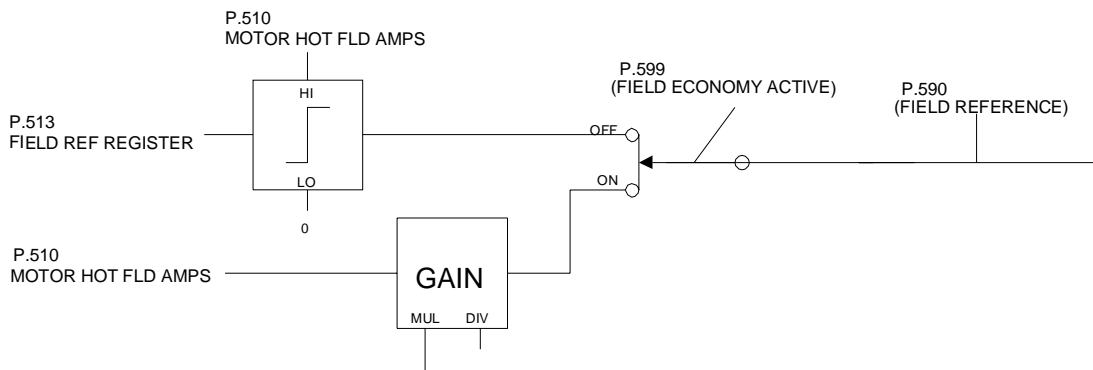 P.510
MOTOR HOT FLD AMPS
HI
P.513
FIELD REF REGISTER
LO
0
P.599
(FIELD ECONOMY ACTIVE)
P.590
(FIELD REFERENCE)
OFF
ON
P.510
MOTOR HOT FLD AMPS
GAIN
MUL DIV